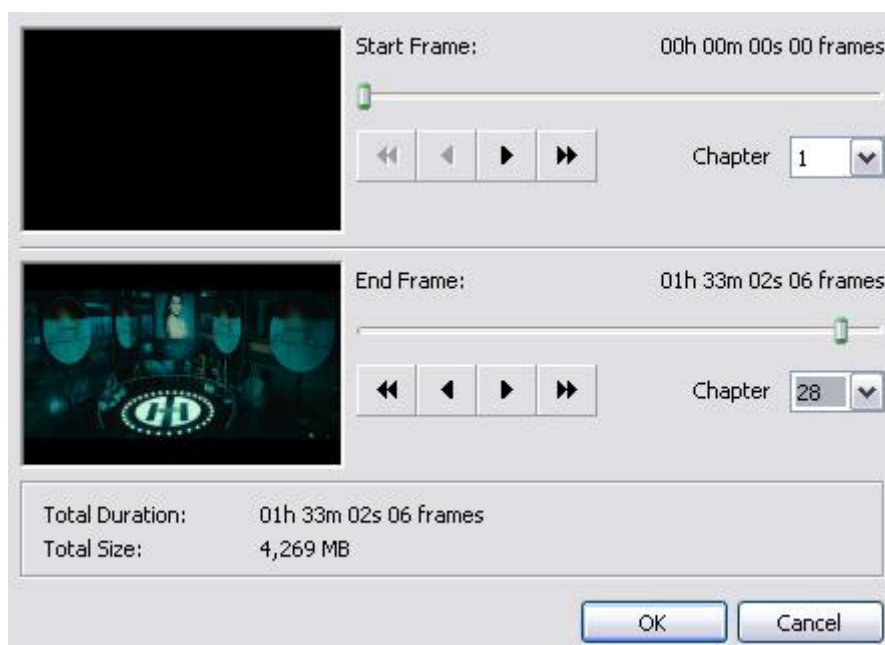 Start Frame: 00h 00m 00s 00 frames
Chapter 1
End Frame: 01h 33m 02s 06 frames
Chapter 28
Total Duration: 01h 33m 02s 06 frames
Total Size: 4,269 MB
OK Cancel